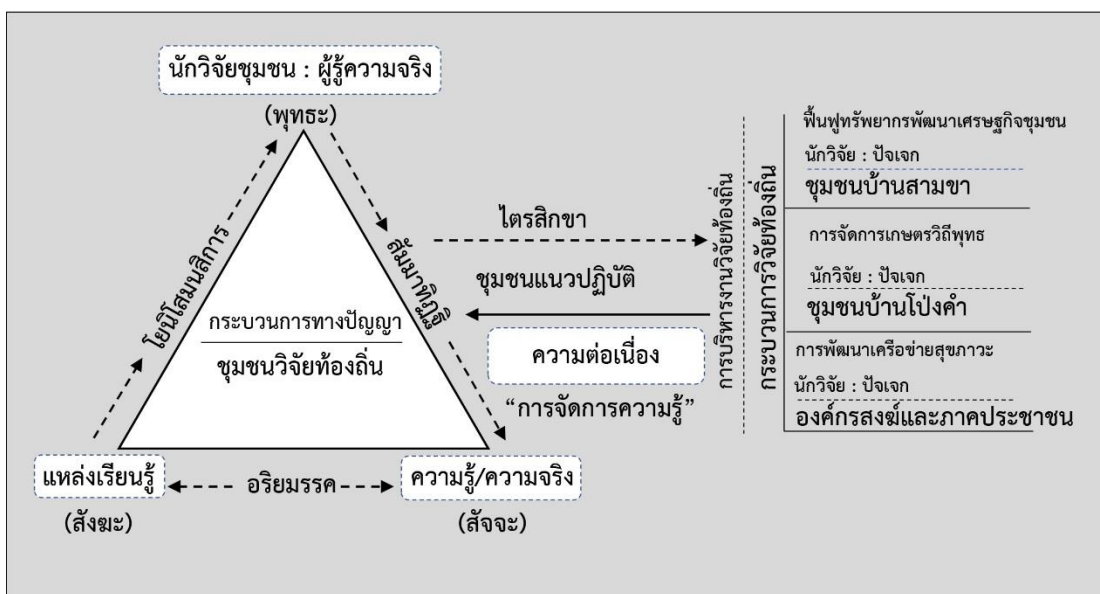 นักวิจัยชุมชน : ผู้รู้ความจริง
(พุทธะ)
โยนิโสมนสิการ
สัมมาทิฏฐิ
กระบวนการทางปัญญา
ชุมชนวิจัยท้องถิ่น
แหล่งเรียนรู้
(สังฆะ)
อริยมรรค
ความรู้/ความจริง
(สัจจะ)
ไตรสิกขา
ชุมชนแนวปฏิบัติ
ความต่อเนื่อง
“การจัดการความรู้”
การบริหารงานวิจัยท้องถิ่น
กระบวนการวิจัยท้องถิ่น
ฟื้นฟูทรัพยากรพัฒนาเศรษฐกิจชุมชน
นักวิจัย : ปัจเจก
ชุมชนบ้านสามขา
การจัดการเกษตรวิถีพุทธ
นักวิจัย : ปัจเจก
ชุมชนบ้านโป่งคำ
การพัฒนาเครือข่ายสุขภาวะ
นักวิจัย : ปัจเจก
องค์กรสงฆ์และภาคประชาชน